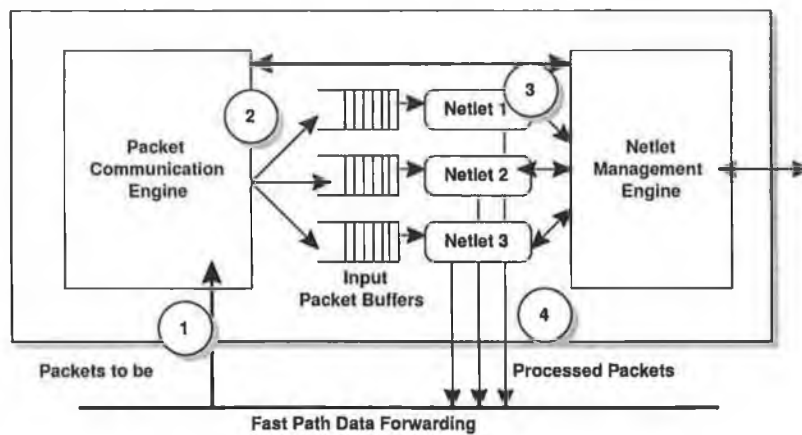 3
2
Netlet 1
Packet
Communication
Engine
Netlet 2
Netlet
Management
Engine
Netlet 3
Input
Packet Buffers
1
4
Packets to be
Processed Packets
Fast Path Data Forwarding